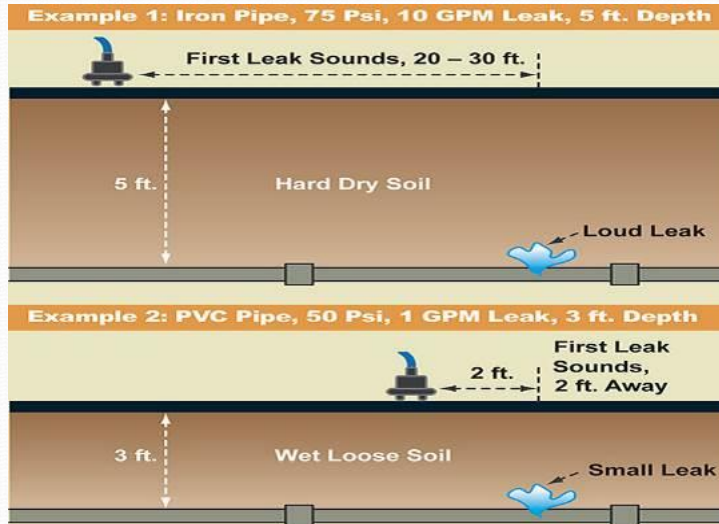 Example 1: Iron Pipe, 75 Psi, 10 GPM Leak, 5 ft. Depth
First Leak Sounds, 20 – 30 ft.
5 ft.
Hard Dry Soil
Loud Leak
Example 2: PVC Pipe, 50 Psi, 1 GPM Leak, 3 ft. Depth
2 ft.
First Leak
Sounds,
2 ft. Away
3 ft.
Wet Loose Soil
Small Leak